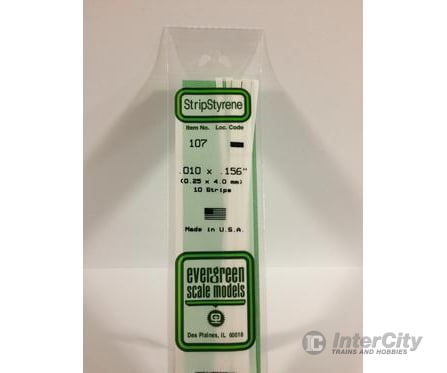 StripStyrene
Item No. Loc. Code
107
.010 x .156"
(0.25 x 4.0 mm)
10 Strips
Made in U.S.A.
evergreen
scale models
Des Plaines, IL 60018
InterCity
TRAINS AND HOBBIES